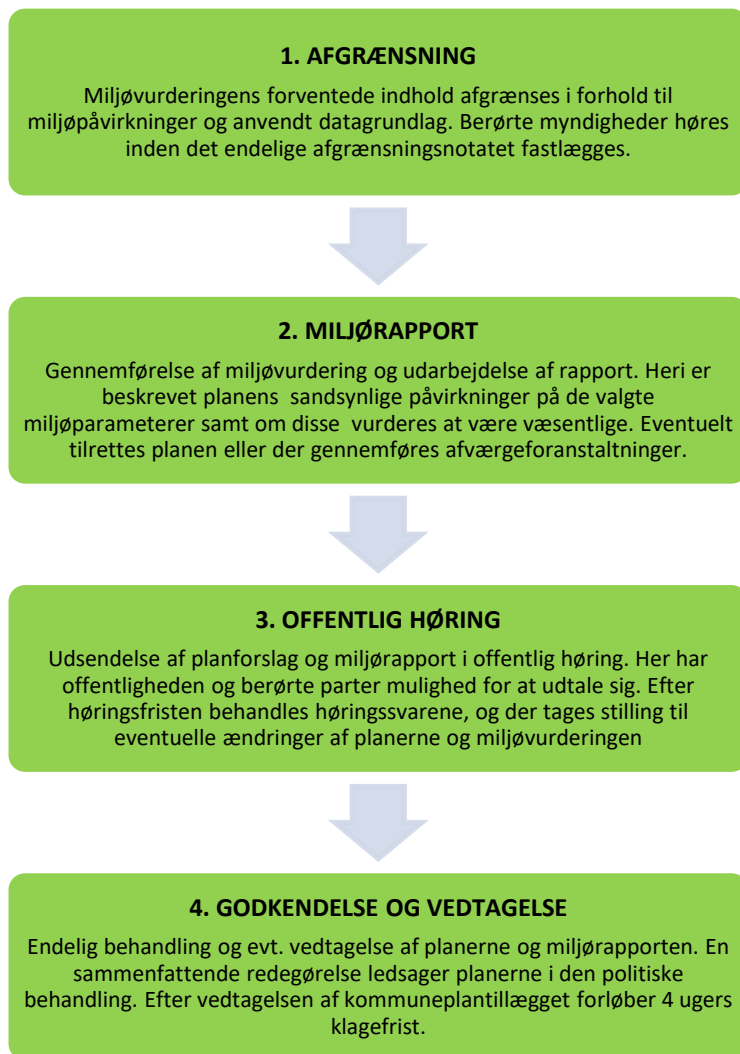 1. AFGRÆNSNING
Miljøvurderingens forventede indhold afgrænses i forhold til
miljøpåvirkninger og anvendt datagrundlag. Berørte myndigheder høres
inden det endelige afgrænsningsnotatet fastlægges.
2. MILJØRAPPORT
Gennemførelse af miljøvurdering og udarbejdelse af rapport. Heri er
beskrevet planens sandsynlige påvirkninger på de valgte
miljøparameterer samt om disse vurderes at være væsentlige. Eventuelt
tilrettes planen eller der gennemføres afværgeforanstaltninger.
3. OFFENTLIG HØRING
Udsendelse af planforslag og miljørapport i offentlig høring. Her har
offentligheden og berørte parter mulighed for at udtale sig. Efter
høringsfristen behandles høringssvarene, og der tages stilling til
eventuelle ændringer af planerne og miljøvurderingen
4. GODKENDELSE OG VEDTAGELSE
Endelig behandling og evt. vedtagelse af planerne og miljørapporten. En
sammenfattende redegørelse ledsager planerne i den politiske
behandling. Efter vedtagelsen af kommuneplantillægget forløber 4 ugers
klagefrist.